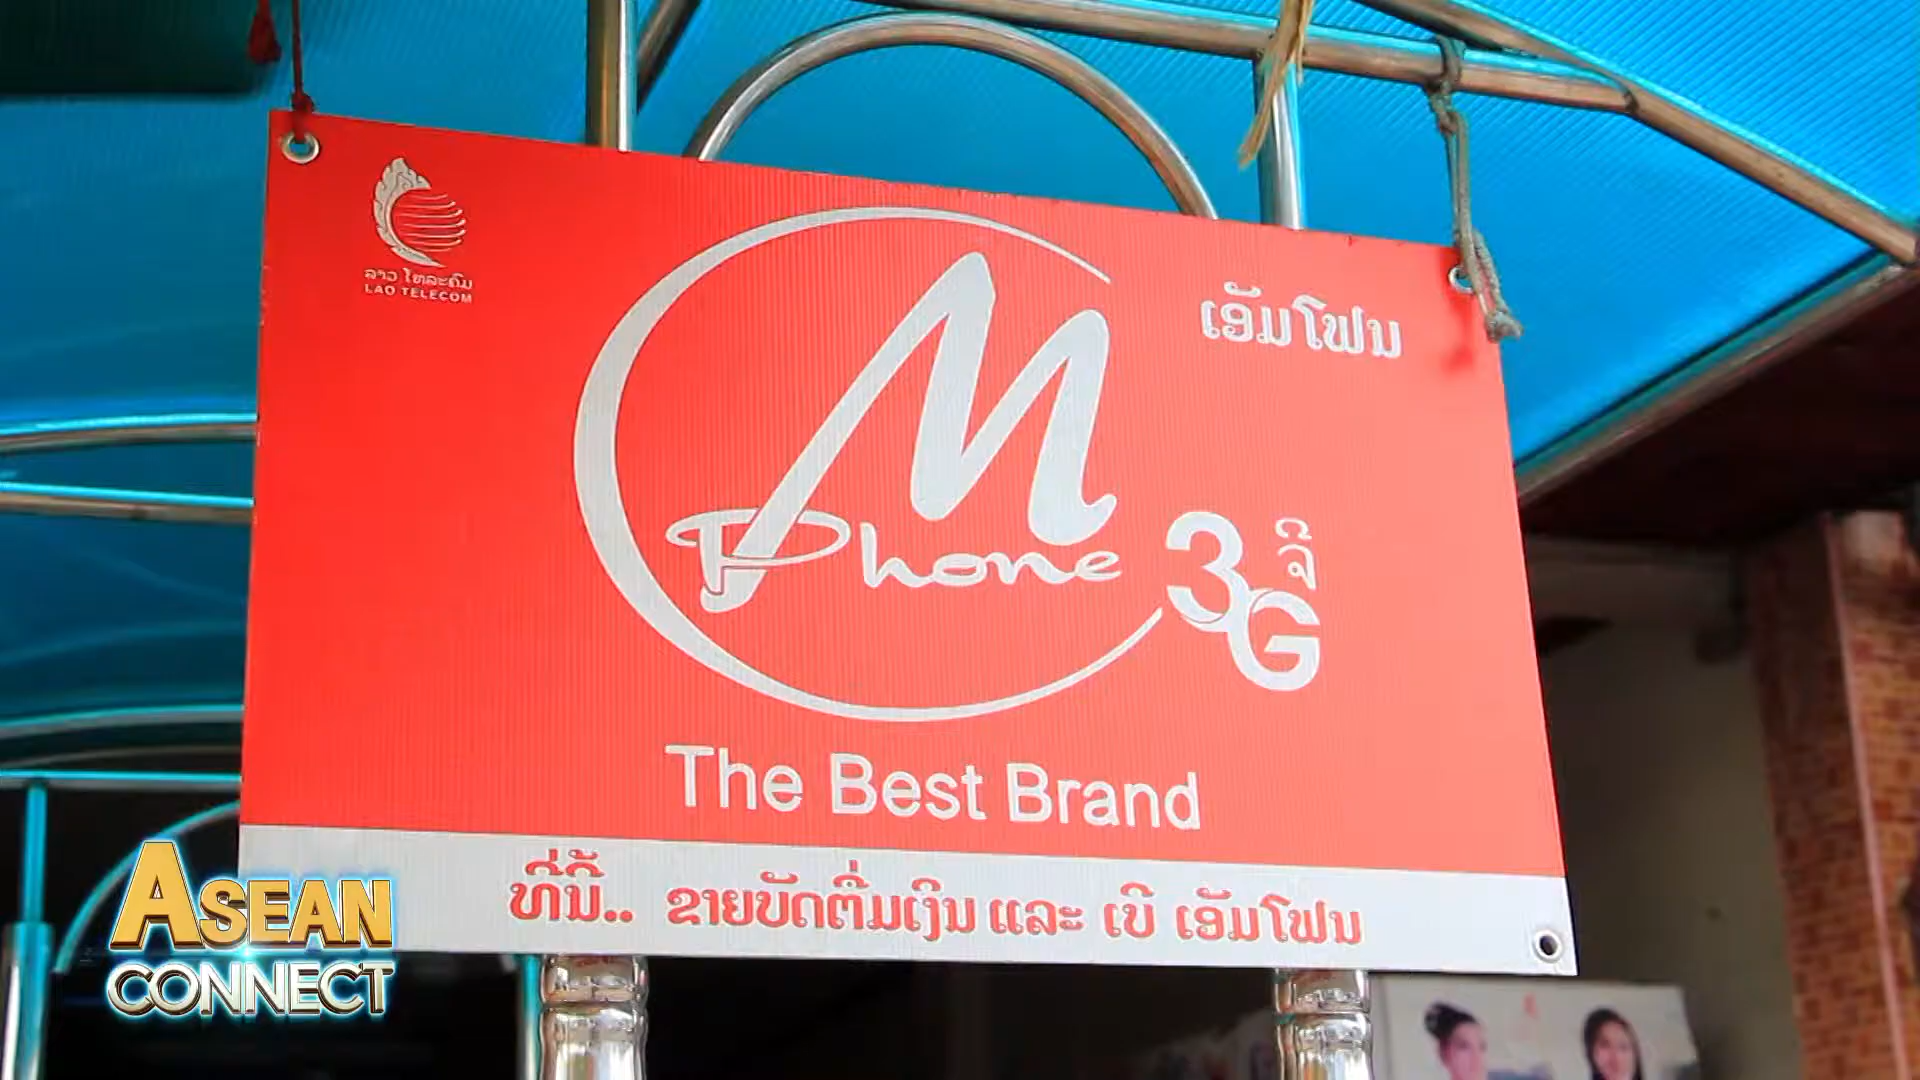 ລາວ ໂທລະຄົມ
LAO TELECOM
ເອັມໂຟນ
M
Phone
3G
ຈີ
The Best Brand
ທີ່ນີ້.. ຂາຍບັດຕື່ມເງິນ ແລະ ເບີ ເອັມໂຟນ
ASEAN
CONNECT